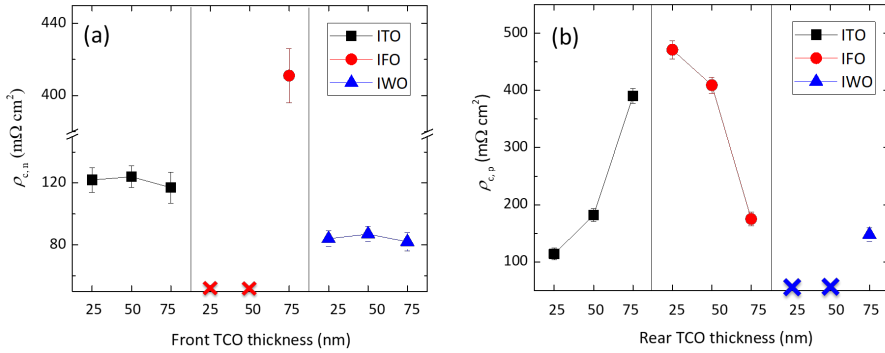 (a)
ITO
IFO
IWO
440
400
120
80
ρc,n (mΩ cm²)
25 50 75 25 50 75 25 50 75
Front TCO thickness (nm)
(b)
ITO
IFO
IWO
500
400
300
200
100
ρc,p (mΩ cm²)
25 50 75 25 50 75 25 50 75
Rear TCO thickness (nm)